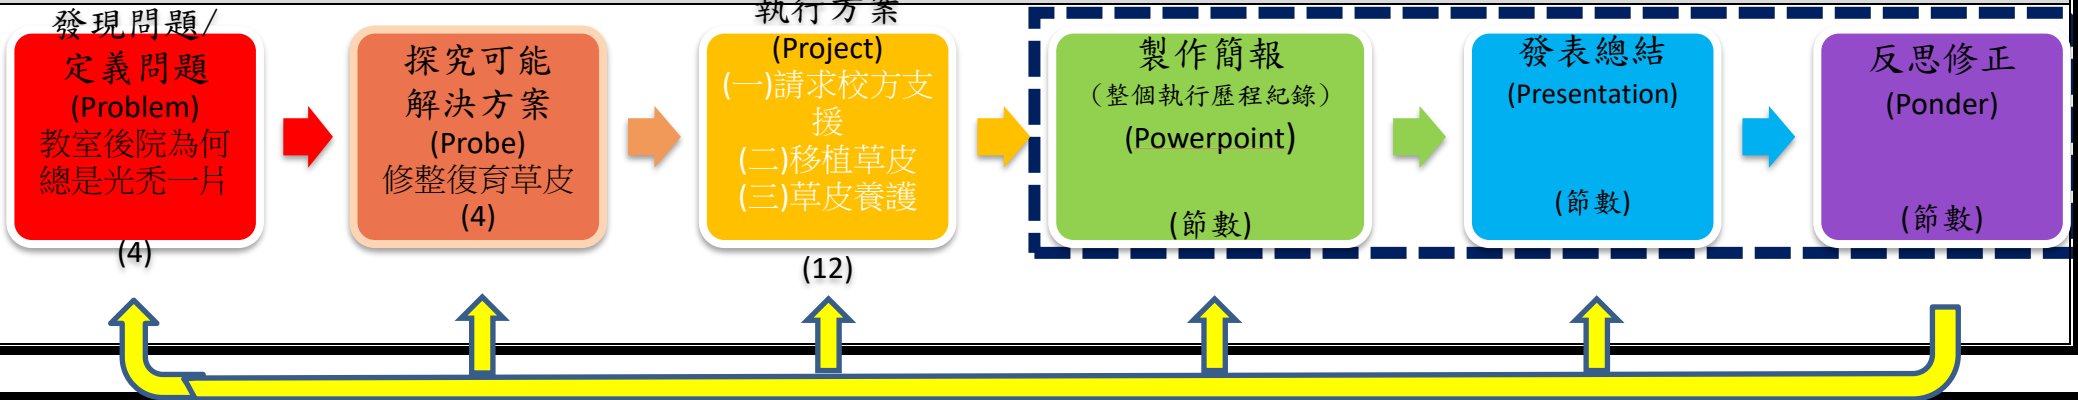 發現問題/
定義問題
(Problem)
教室後院為何
總是光禿一片
(4)
探究可能
解決方案
(Probe)
修整復育草皮
(4)
執行方案
(Project)
(一)請求校方支
援
(二)移植草皮
(三)草皮養護
(12)
製作簡報
（整個執行歷程紀錄）
(Powerpoint)
(節數)
發表總結
(Presentation)
(節數)
反思修正
(Ponder)
(節數)